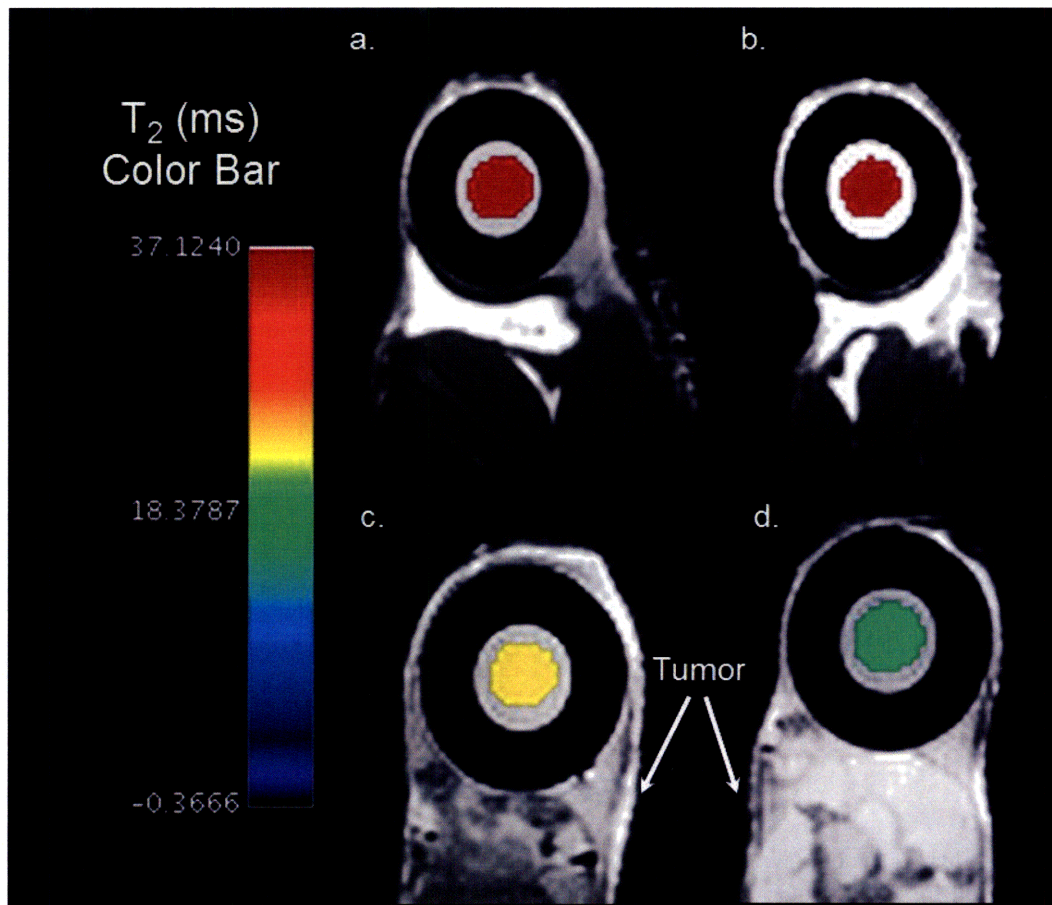 a.
b.
T₂ (ms)
Color Bar
37.1240
18.3787
-0.3666
c.
d.
Tumor